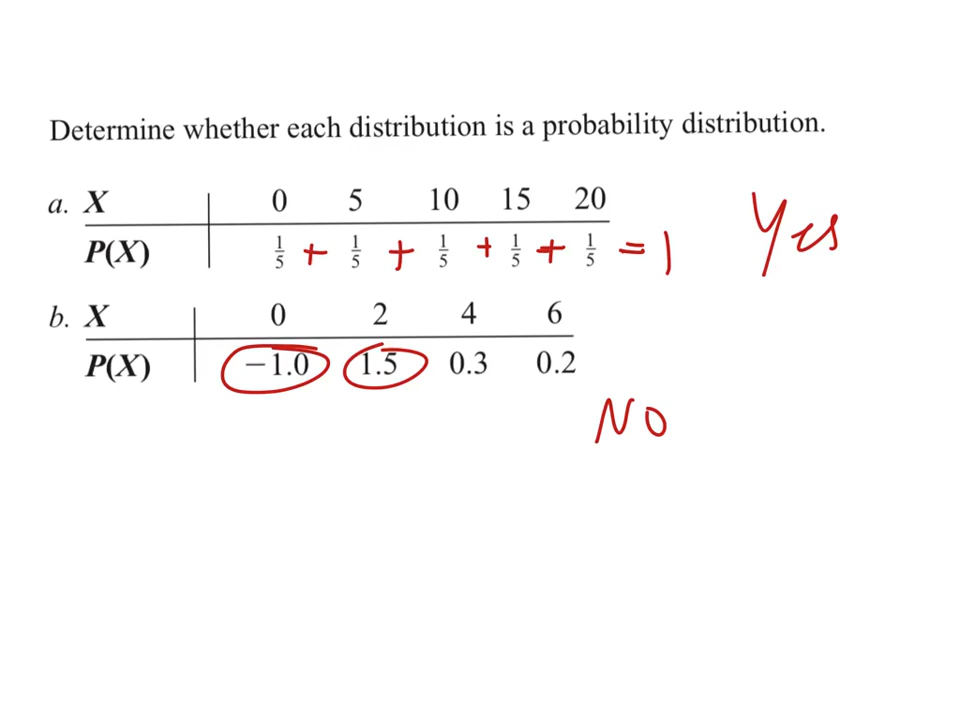 Determine whether each distribution is a probability distribution.
a. X 0 5 10 15 20
P(X) 1/5 + 1/5 + 1/5 + 1/5 + 1/5 = 1 Yes
b. X 0 2 4 6
P(X) −1.0 1.5 0.3 0.2
NO